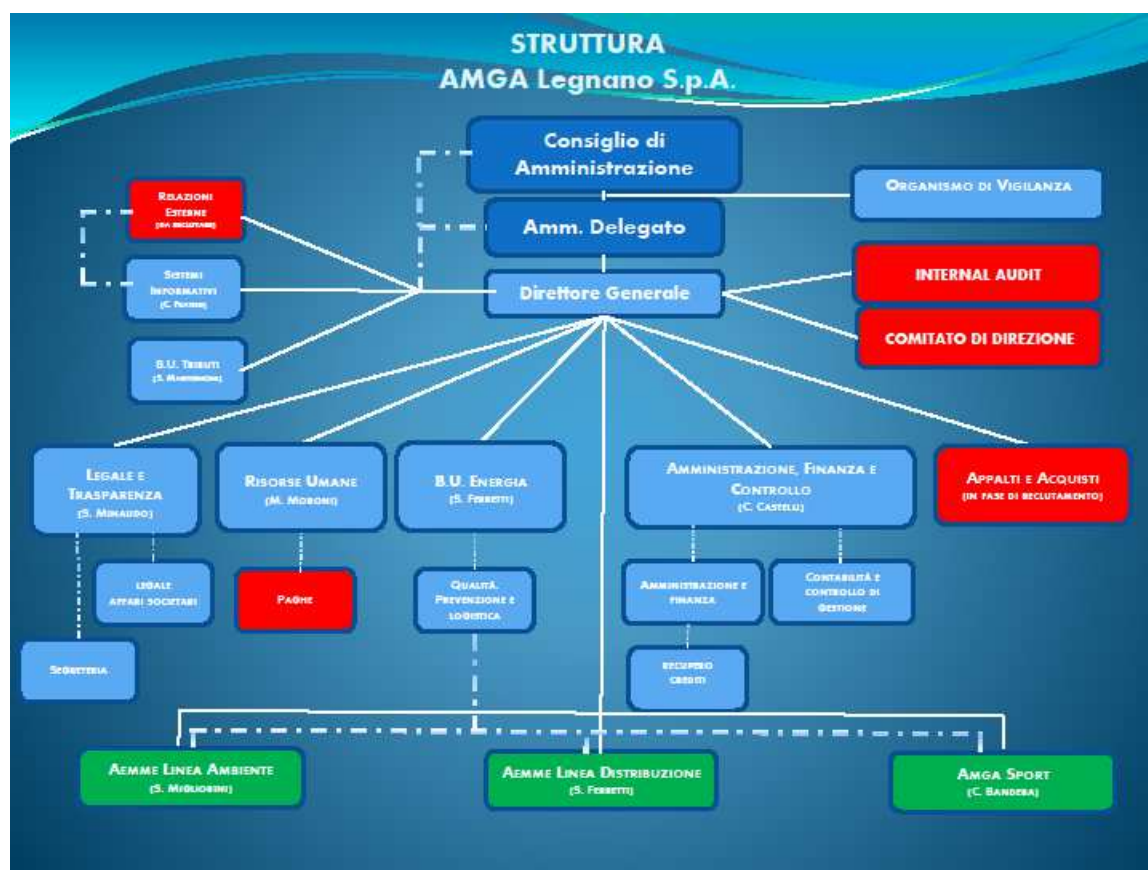 STRUTTURA
AMGA Legnano S.p.A.
Consiglio di
Amministrazione
ORGANISMO DI VIGILANZA
RELAZIONI
ESTERNE
(DA RECLUTARE)
Amm. Delegato
SISTEMI
INFORMATIVI
Direttore Generale
INTERNAL AUDIT
COMITATO DI DIREZIONE
B.U. TRIBUTI
LEGALE E
TRASPARENZA
(S. MINAUDO)
RISORSE UMANE
(M. MORONI)
B.U. ENERGIA
(S. FERRETTI)
AMMINISTRAZIONE, FINANZA E
CONTROLLO
(C. CASTELLI)
APPALTI E ACQUISTI
(IN FASE DI RECLUTAMENTO)
LEGALE
AFFARI SOCIETARI
PAGHE
QUALITÀ,
PREVENZIONE E
LOGISTICA
AMMINISTRAZIONE E
FINANZA
CONTABILITÀ E
CONTROLLO DI
GESTIONE
SEGRETERIA
RECUPERO
CREDITI
AEMME LINEA AMBIENTE
(S. MIGLIORINI)
AEMME LINEA DISTRIBUZIONE
(S. FERRETTI)
AMGA SPORT
(C. BANDERA)